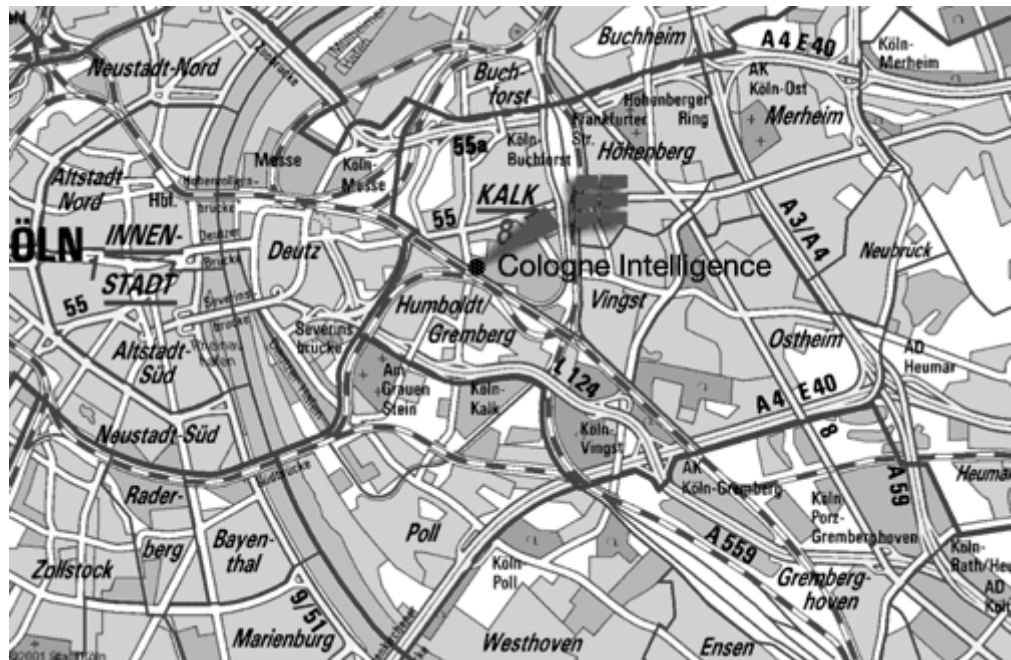 Neustadt-Nord
Buchheim
A 4 E 40
Köln-
Merheim
Buch-
forst
AK
Köln-Ost
Merheim
Höhenberger
Ring
Frankfurter
Str.
Höhenberg
Köln-
Buchforst
55a
Messe
Köln-
Messe
Altstadt-
Nord
Hbf.
Hohenzollern-
brücke
KALK
55
8
A3/A4
Neubrück
ÖLN
INNEN-
STADT
1
Deutzer
Brücke
Deutz
Cologne Intelligence
55
Severins-
brücke
Severins
brücke
Humboldt/
Gremberg
Vingst
Ostheim
AD
Heumar
Altstadt-
Süd
Am
Grauen
Stein
Köln-
Kalk
L 124
A 4 E 40
Köln-
Vingst
8
Neustadt-Süd
Südbrücke
AK
Köln-Gremberg
A 59
Heumar
Rader-
berg
Bayen-
thal
Poll
Köln-
Porz-
Gremberghoven
A 559
Köln-
Poll
Gremberg-
hoven
Köln-
Rath/Heu
AD
Köln
Zollstock
9/51
Marienburg
Westhoven
Ensen